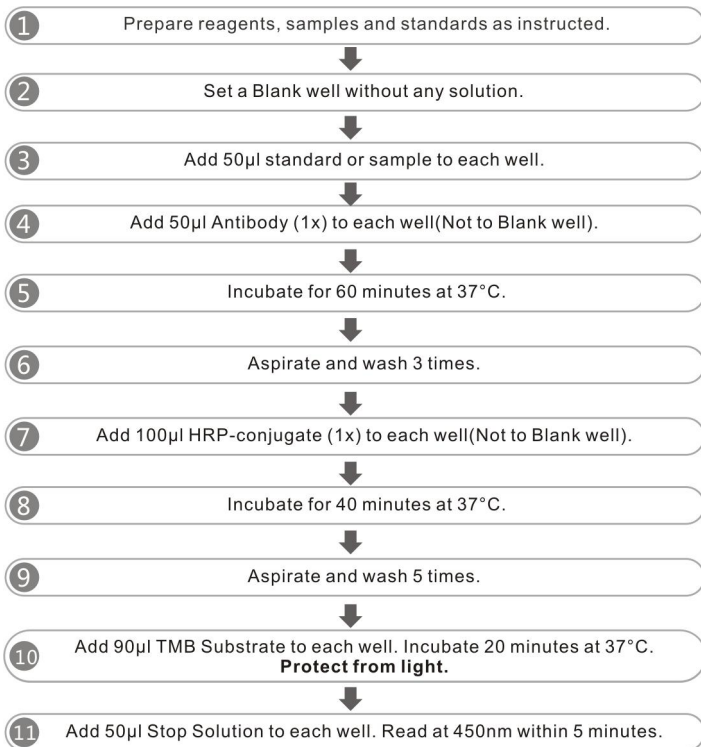 1 Prepare reagents, samples and standards as instructed.
2 Set a Blank well without any solution.
3 Add 50μl standard or sample to each well.
4 Add 50μl Antibody (1x) to each well(Not to Blank well).
5 Incubate for 60 minutes at 37°C.
6 Aspirate and wash 3 times.
7 Add 100μl HRP-conjugate (1x) to each well(Not to Blank well).
8 Incubate for 40 minutes at 37°C.
9 Aspirate and wash 5 times.
10 Add 90μl TMB Substrate to each well. Incubate 20 minutes at 37°C.
Protect from light.
11 Add 50μl Stop Solution to each well. Read at 450nm within 5 minutes.